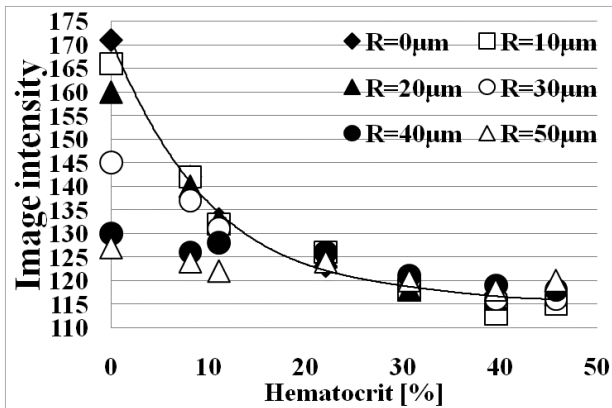 175
170
165
160
155
150
145
140
135
130
125
120
115
110
Image intensity
R=0μm
R=10μm
R=20μm
R=30μm
R=40μm
R=50μm
0
10
20
30
40
50
Hematocrit [%]